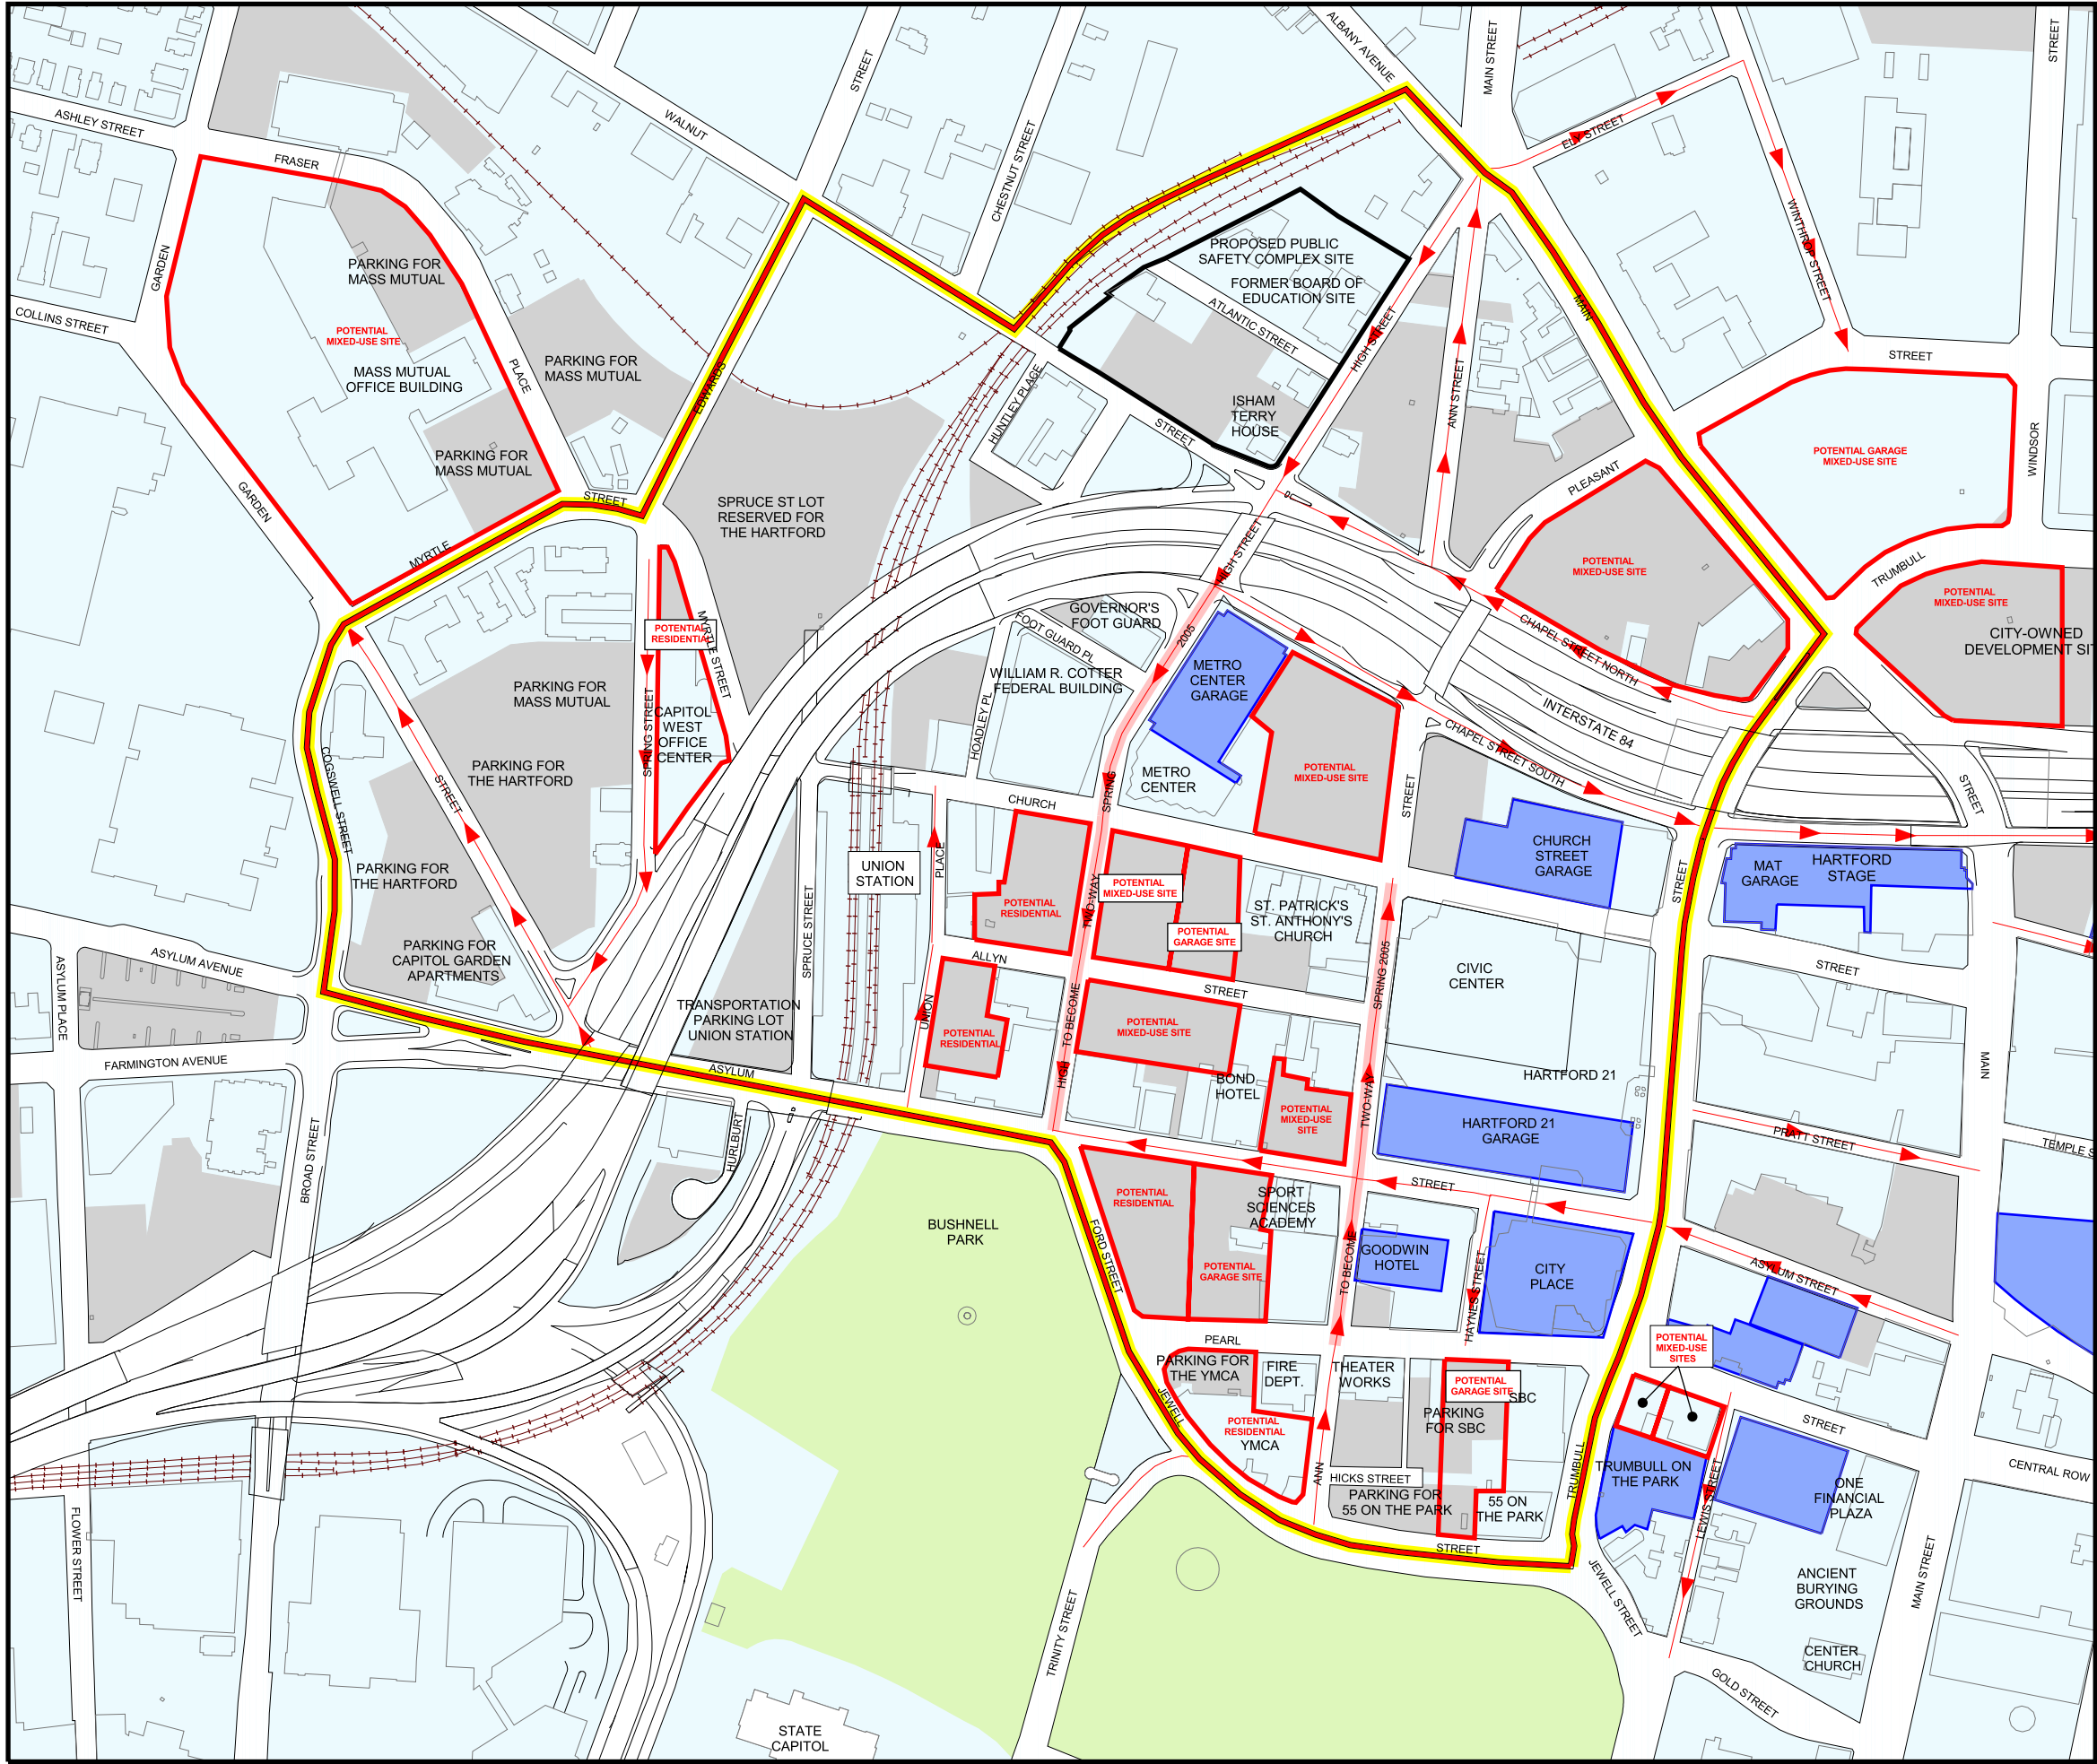 ALBANY AVENUE
MAIN STREET
STREET
STREET
ASHLEY STREET
WALNUT
FRASER
ELY STREET
CHESTNUT STREET
WINTHROP STREET
GARDEN
PROPOSED PUBLIC
SAFETY COMPLEX SITE
FORMER BOARD OF
EDUCATION SITE
ATLANTIC STREET
PARKING FOR
MASS MUTUAL
COLLINS STREET
POTENTIAL
MIXED-USE SITE
MASS MUTUAL
OFFICE BUILDING
PLACE
PARKING FOR
MASS MUTUAL
EDWARDS
HIGH STREET
MAIN
STREET
ANN STREET
HUNTLEY PLACE
STREET
ISHAM
TERRY
HOUSE
PARKING FOR
MASS MUTUAL
POTENTIAL GARAGE
MIXED-USE SITE
WINDSOR
PLEASANT
GARDEN
STREET
SPRUCE ST LOT
RESERVED FOR
THE HARTFORD
MYRTLE
HIGH STREET
POTENTIAL
MIXED-USE SITE
TRUMBULL
POTENTIAL
MIXED-USE SITE
CITY-OWNED
DEVELOPMENT SIT
POTENTIAL
RESIDENTIAL
MYRTLE STREET
GOVERNOR'S
FOOT GUARD
FOOT GUARD PL
2005
CHAPEL STREET NORTH
WILLIAM R. COTTER
FEDERAL BUILDING
METRO
CENTER
GARAGE
PARKING FOR
MASS MUTUAL
SPRING STREET
CAPITOL
WEST
OFFICE
CENTER
HOADLEY PL
INTERSTATE 84
CHAPEL STREET SOUTH
COGSWELL STREET
PARKING FOR
THE HARTFORD
STREET
METRO
CENTER
POTENTIAL
MIXED-USE SITE
STREET
STREET
CHURCH
SPRING
CHURCH
STREET
GARAGE
MAT
GARAGE
HARTFORD
STAGE
PARKING FOR
THE HARTFORD
UNION
STATION
PLACE
TWO-WAY
POTENTIAL
MIXED-USE SITE
STREET
POTENTIAL
RESIDENTIAL
ST. PATRICK'S
ST. ANTHONY'S
CHURCH
POTENTIAL
GARAGE SITE
SPRUCE STREET
PARKING FOR
CAPITOL GARDEN
APARTMENTS
ASYLUM AVENUE
ASYLUM PLACE
ALLYN
STREET
SPRING 2005
CIVIC
CENTER
STREET
TRANSPORTATION
PARKING LOT
UNION STATION
UNION
POTENTIAL
RESIDENTIAL
TO BECOME
POTENTIAL
MIXED-USE SITE
FARMINGTON AVENUE
ASYLUM
HIGH
BOND
HOTEL
HARTFORD 21
MAIN
TWO-WAY
POTENTIAL
MIXED-USE
SITE
HARTFORD 21
GARAGE
PRATT STREET
TEMPLE S
HURLBURT
BROAD STREET
STREET
POTENTIAL
RESIDENTIAL
SPORT
SCIENCES
ACADEMY
BUSHNELL
PARK
FORD STREET
POTENTIAL
GARAGE SITE
TO BECOME
GOODWIN
HOTEL
HAYNES STREET
CITY
PLACE
ASYLUM STREET
PEARL
POTENTIAL
MIXED-USE
SITES
PARKING FOR
THE YMCA
FIRE
DEPT.
THEATER
WORKS
POTENTIAL
GARAGE SITE
SBC
JEWELL
POTENTIAL
RESIDENTIAL
YMCA
PARKING
FOR SBC
STREET
ANN
HICKS STREET
TRUMBULL
TRUMBULL ON
THE PARK
LEWIS STREET
CENTRAL ROW
ONE
FINANCIAL
PLAZA
PARKING FOR
55 ON THE PARK
55 ON
THE PARK
STREET
FLOWER STREET
JEWELL STREET
ANCIENT
BURYING
GROUNDS
MAIN STREET
TRINITY STREET
CENTER
CHURCH
GOLD STREET
STATE
CAPITOL